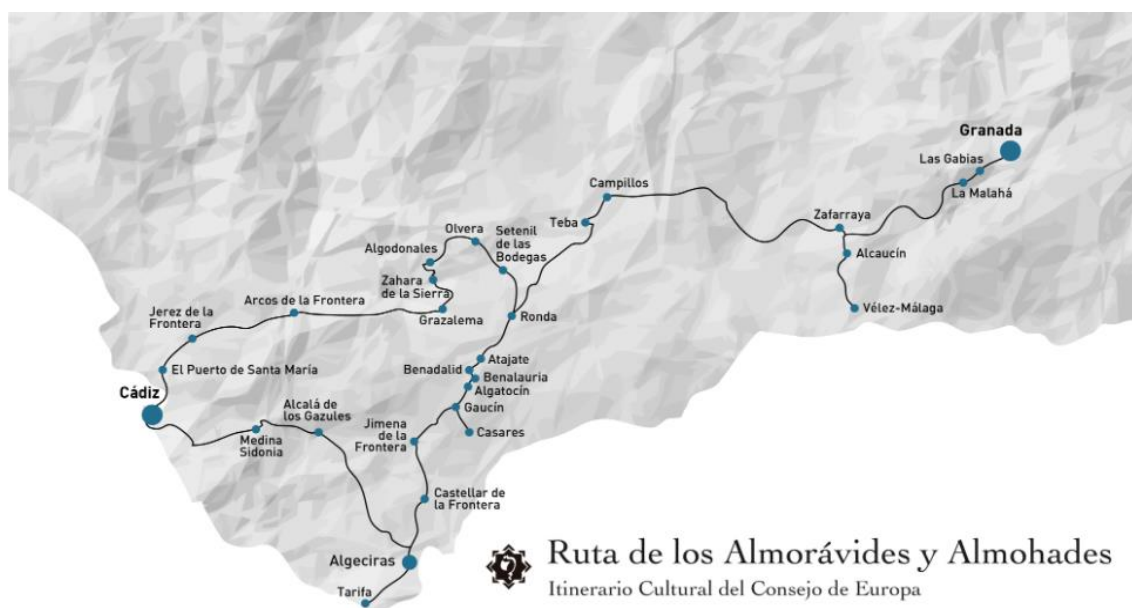 Granada
Las Gabias
La Malahá
Campillos
Teba
Zafarraya
Alcaucín
Vélez-Málaga
Olvera
Setenil
de las
Bodegas
Algodonales
Zahara
de la Sierra
Grazalema
Arcos de la Frontera
Jerez de la
Frontera
Ronda
El Puerto de Santa María
Cádiz
Atajate
Benadalid
Benalauria
Algatocín
Gaucín
Casares
Alcalá de
los Gazules
Medina
Sidonia
Jimena
de la
Frontera
Castellar de
la Frontera
Algeciras
Tarifa
Ruta de los Almorávides y Almohades
Itinerario Cultural del Consejo de Europa